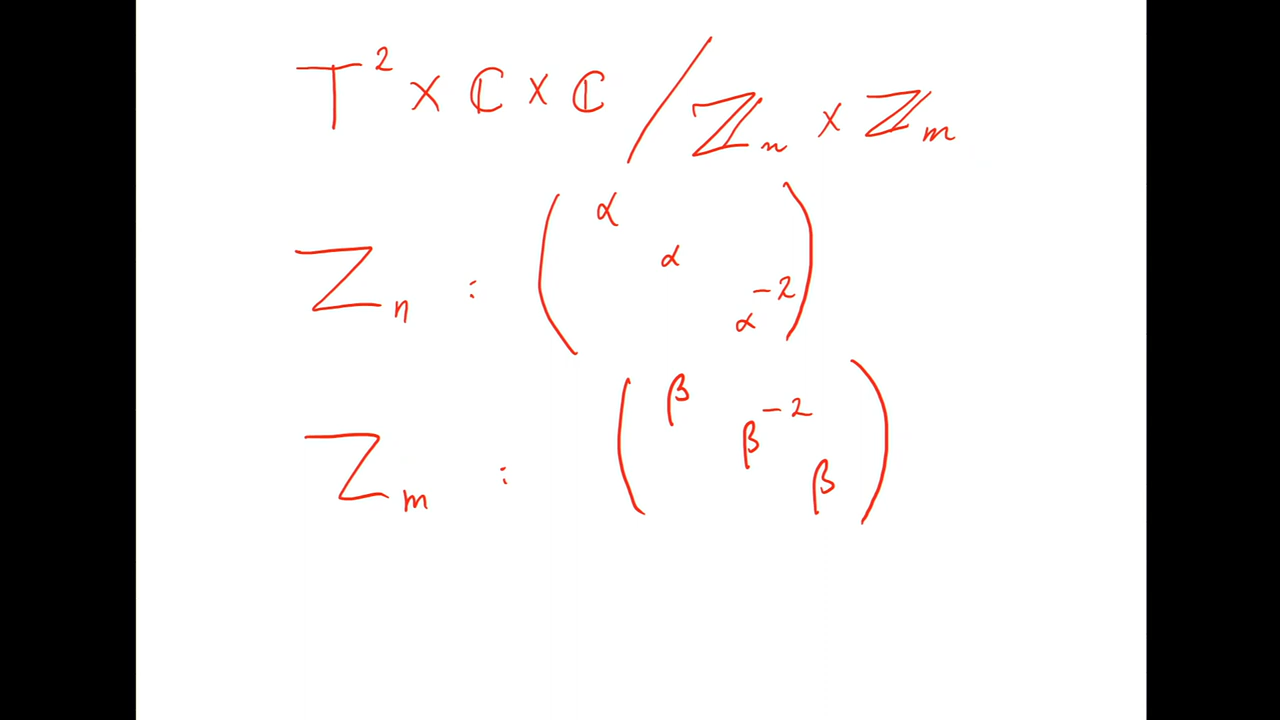 T² × ℂ × ℂ / ℤₙ × ℤₘ
ℤₙ : ( α α α⁻² )
ℤₘ : ( β β⁻² β )